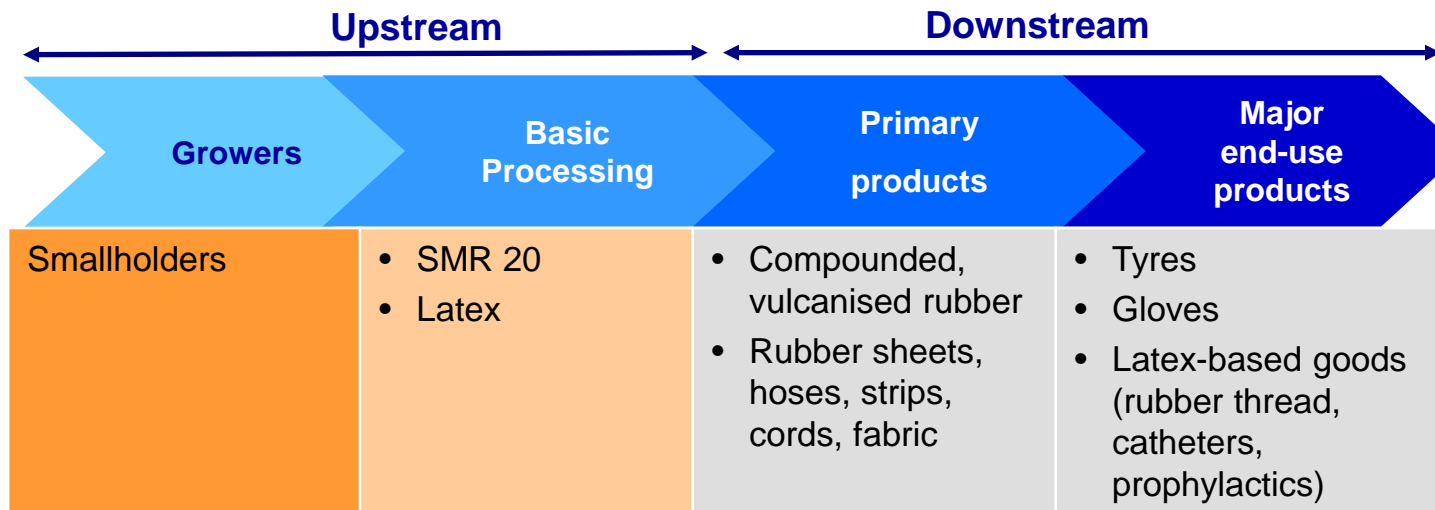 Upstream
Downstream
Growers
Basic
Processing
Primary
products
Major
end-use
products
Smallholders
• SMR 20
• Latex
• Compounded,
vulcanised rubber
• Rubber sheets,
hoses, strips,
cords, fabric
• Tyres
• Gloves
• Latex-based goods
(rubber thread,
catheters,
prophylactics)